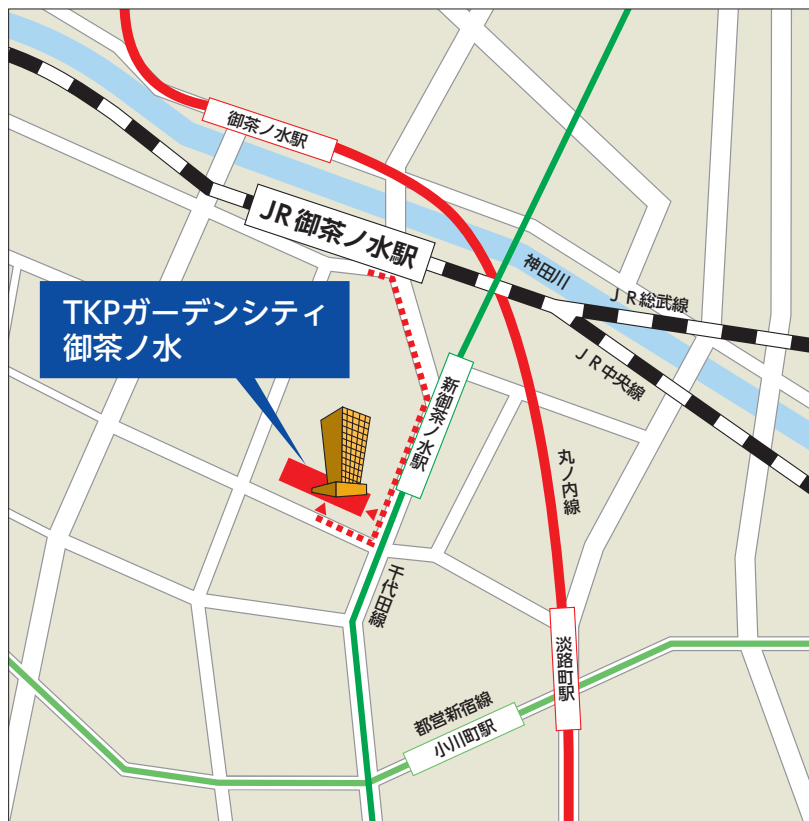 御茶ノ水駅
JR御茶ノ水駅
神田川
JR総武線
TKPガーデンシティ
御茶ノ水
JR中央線
新御茶ノ水駅
丸ノ内線
千代田線
淡路町駅
都営新宿線
小川町駅